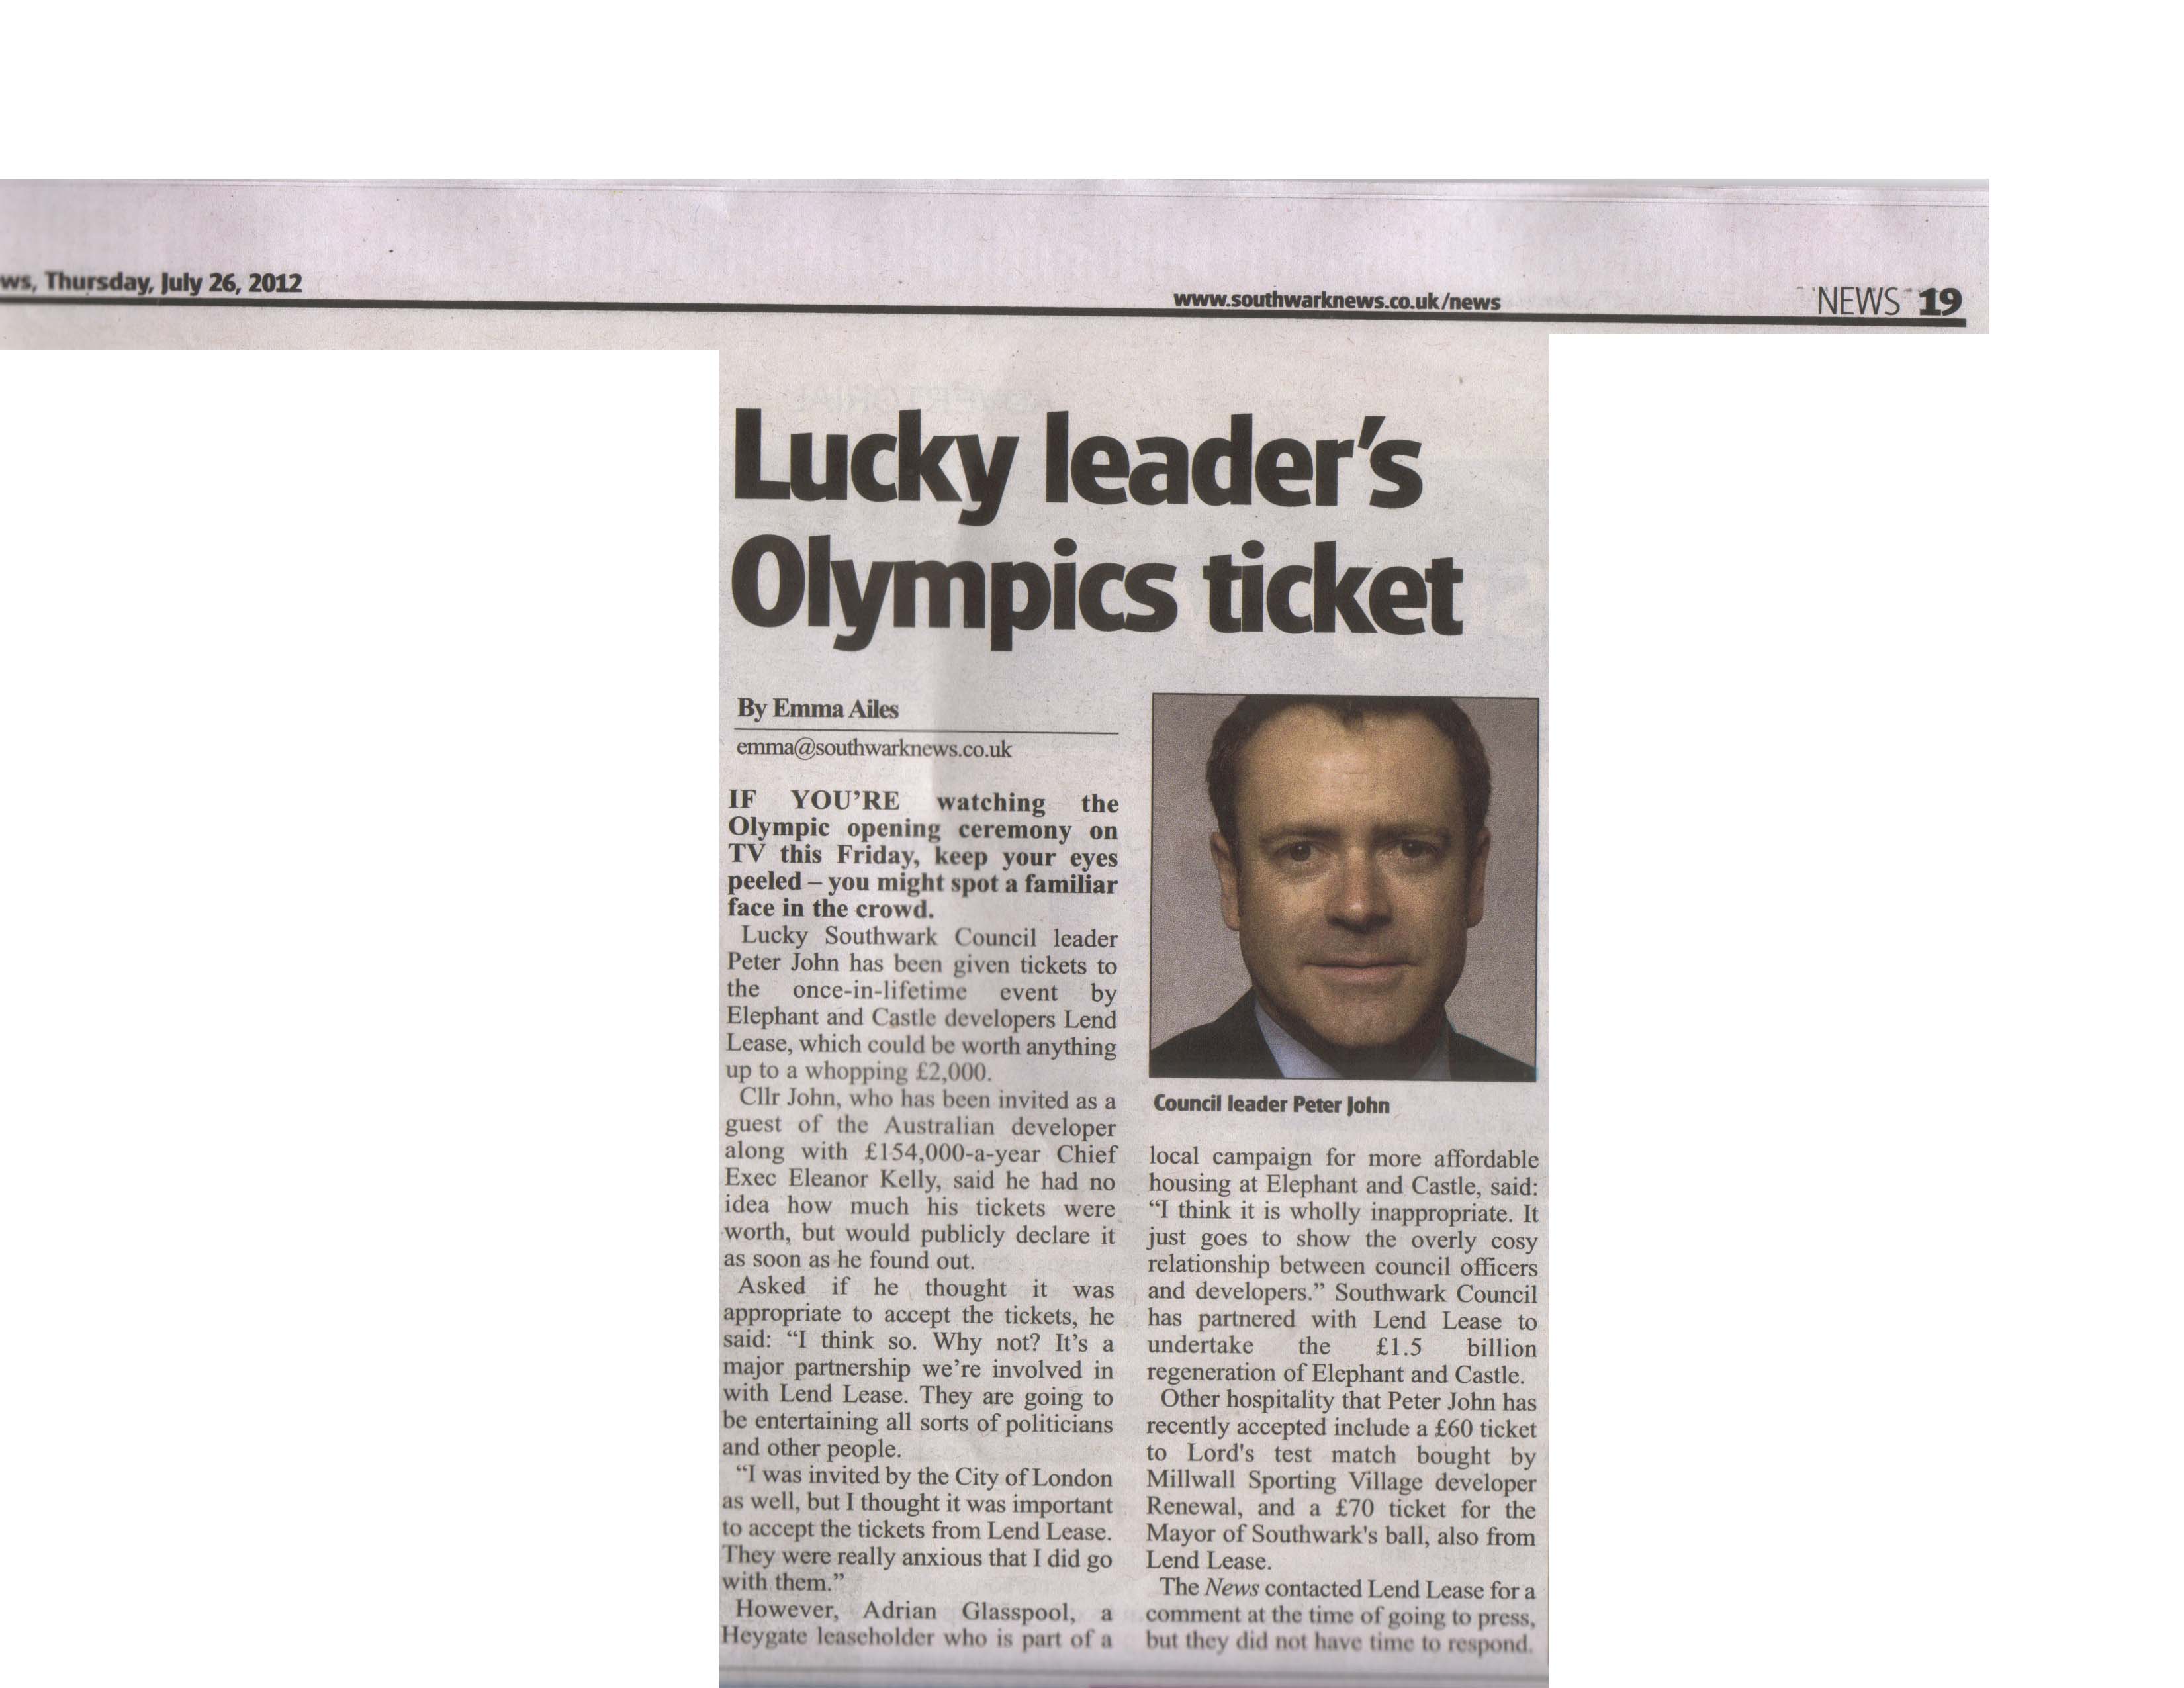 ws, Thursday, July 26, 2012
www.southwarknews.co.uk/news
NEWS 19
Lucky leader's
Olympics ticket
By Emma Ailes
emma@southwarknews.co.uk
IF YOU'RE watching the
Olympic opening ceremony on
TV this Friday, keep your eyes
peeled – you might spot a familiar
face in the crowd.
Lucky Southwark Council leader
Peter John has been given tickets to
the once-in-lifetime event by
Elephant and Castle developers Lend
Lease, which could be worth anything
up to a whopping £2,000.
Cllr John, who has been invited as a
guest of the Australian developer
along with £154,000-a-year Chief
Exec Eleanor Kelly, said he had no
idea how much his tickets were
worth, but would publicly declare it
as soon as he found out.
Asked if he thought it was
appropriate to accept the tickets, he
said: “I think so. Why not? It's a
major partnership we're involved in
with Lend Lease. They are going to
be entertaining all sorts of politicians
and other people.
“I was invited by the City of London
as well, but I thought it was important
to accept the tickets from Lend Lease.
They were really anxious that I did go
with them.”
However, Adrian Glasspool, a
Heygate leaseholder who is part of a
Council leader Peter John
local campaign for more affordable
housing at Elephant and Castle, said:
“I think it is wholly inappropriate. It
just goes to show the overly cosy
relationship between council officers
and developers.” Southwark Council
has partnered with Lend Lease to
undertake the £1.5 billion
regeneration of Elephant and Castle.
Other hospitality that Peter John has
recently accepted include a £60 ticket
to Lord's test match bought by
Millwall Sporting Village developer
Renewal, and a £70 ticket for the
Mayor of Southwark's ball, also from
Lend Lease.
The News contacted Lend Lease for a
comment at the time of going to press,
but they did not have time to respond.